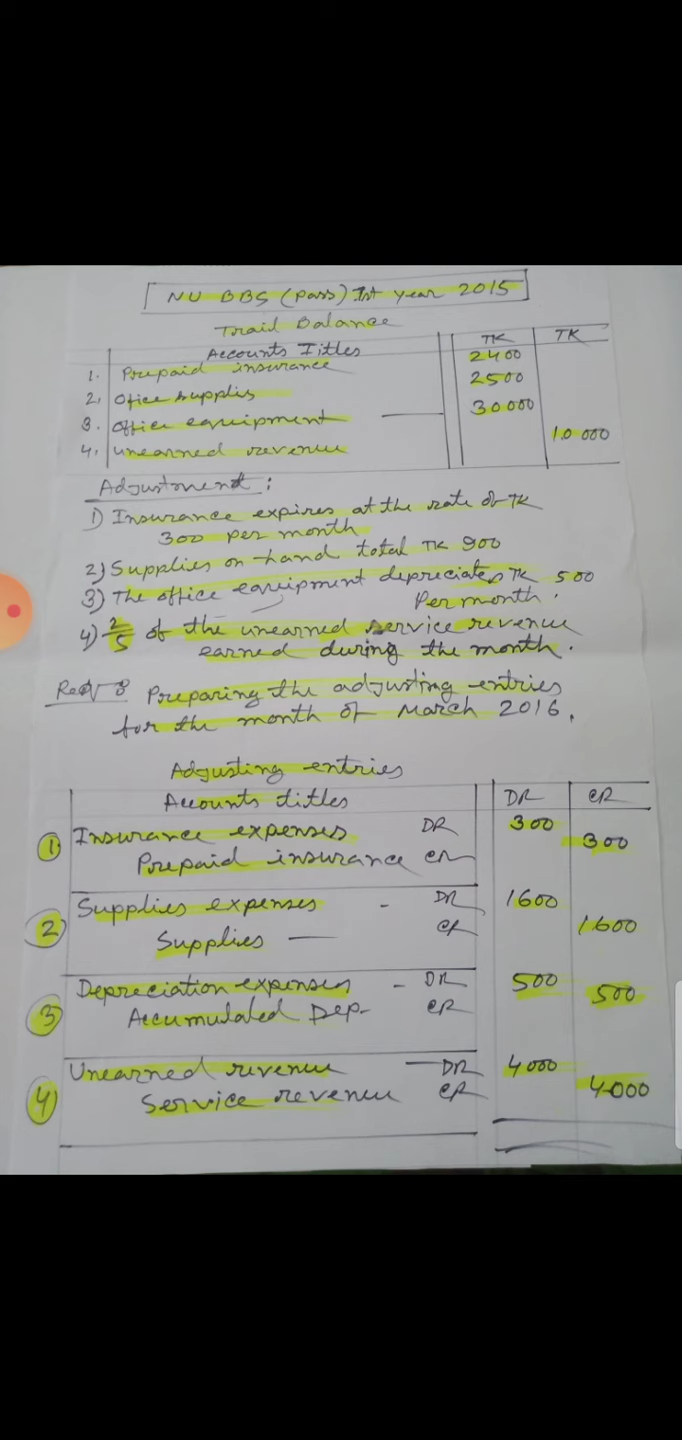 NU BBS (pass) 1st year 2015
Trail Balance
Accounts Titles TK TK
1. Prepaid insurance 2400
2, Office supplies 2500
3. Office equipment 30000
4. Unearned revenue 10 000
Adjustment:
1) Insurance expires at the rate of TK
300 per month
2) Supplies on-hand total TK 900
3) The office equipment depreciates TK 500
Per month.
4) 2/5 of the unearned service revenue
earned during the month.
Reqr: Preparing the adjusting entries
for the month of March 2016.
Adjusting entries
Accounts titles DR CR
1 Insurance expenses DR 300
Prepaid insurance CR 300
2 Supplies expenses - DR 1600
Supplies — CR 1600
3 Depreciation expenses - DR 500
Accumulated Dep- CR 500
4) Unearned revenue — DR 4000
Service revenue CR 4000